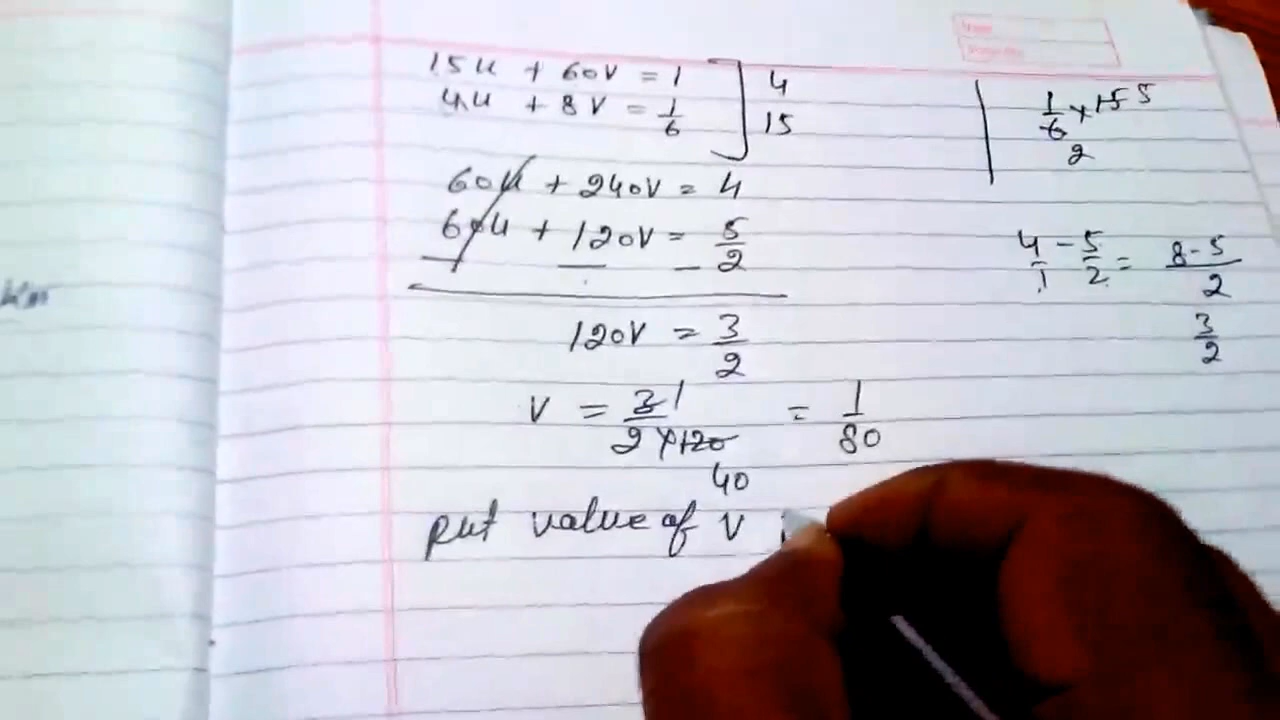 15u + 60v = 1 ] 4
4u + 8v = 1/6 ] 15
60u + 240v = 4
60u + 120v = 5/2
— — —
120v = 3/2
v = 3 1 / 2 × 120 40 = 1/80
put value of v
1/6 2 × 15 5
4/1 - 5/2 = 8-5/2
3/2